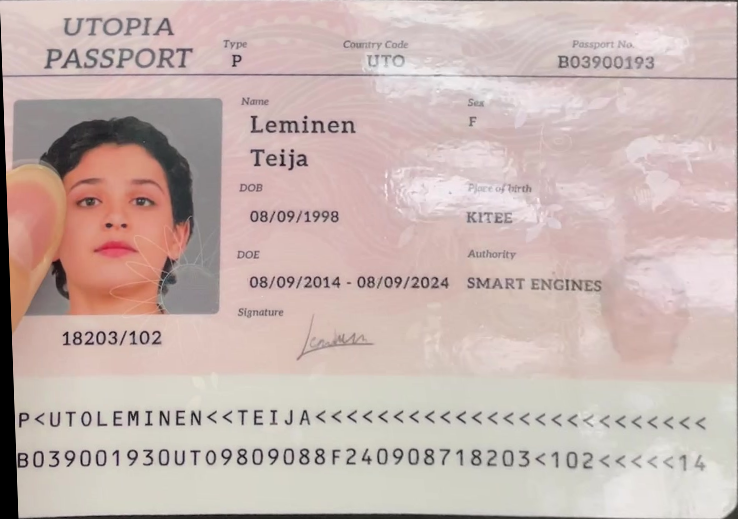 UTOPIA
PASSPORT
Type
P
Country Code
UTO
Passport No.
B03900193
Name
Leminen
Teija
Sex
F
DOB
08/09/1998
Place of birth
KITEE
DOE
08/09/2014 - 08/09/2024
Authority
SMART ENGINES
Signature
Leminen
18203/102
P<UTOLEMINEN<<TEIJA<<<<<<<<<<<<<<<<<<<<<<<<<
B039001930UTO9809088F240908718203<102<<<<<14